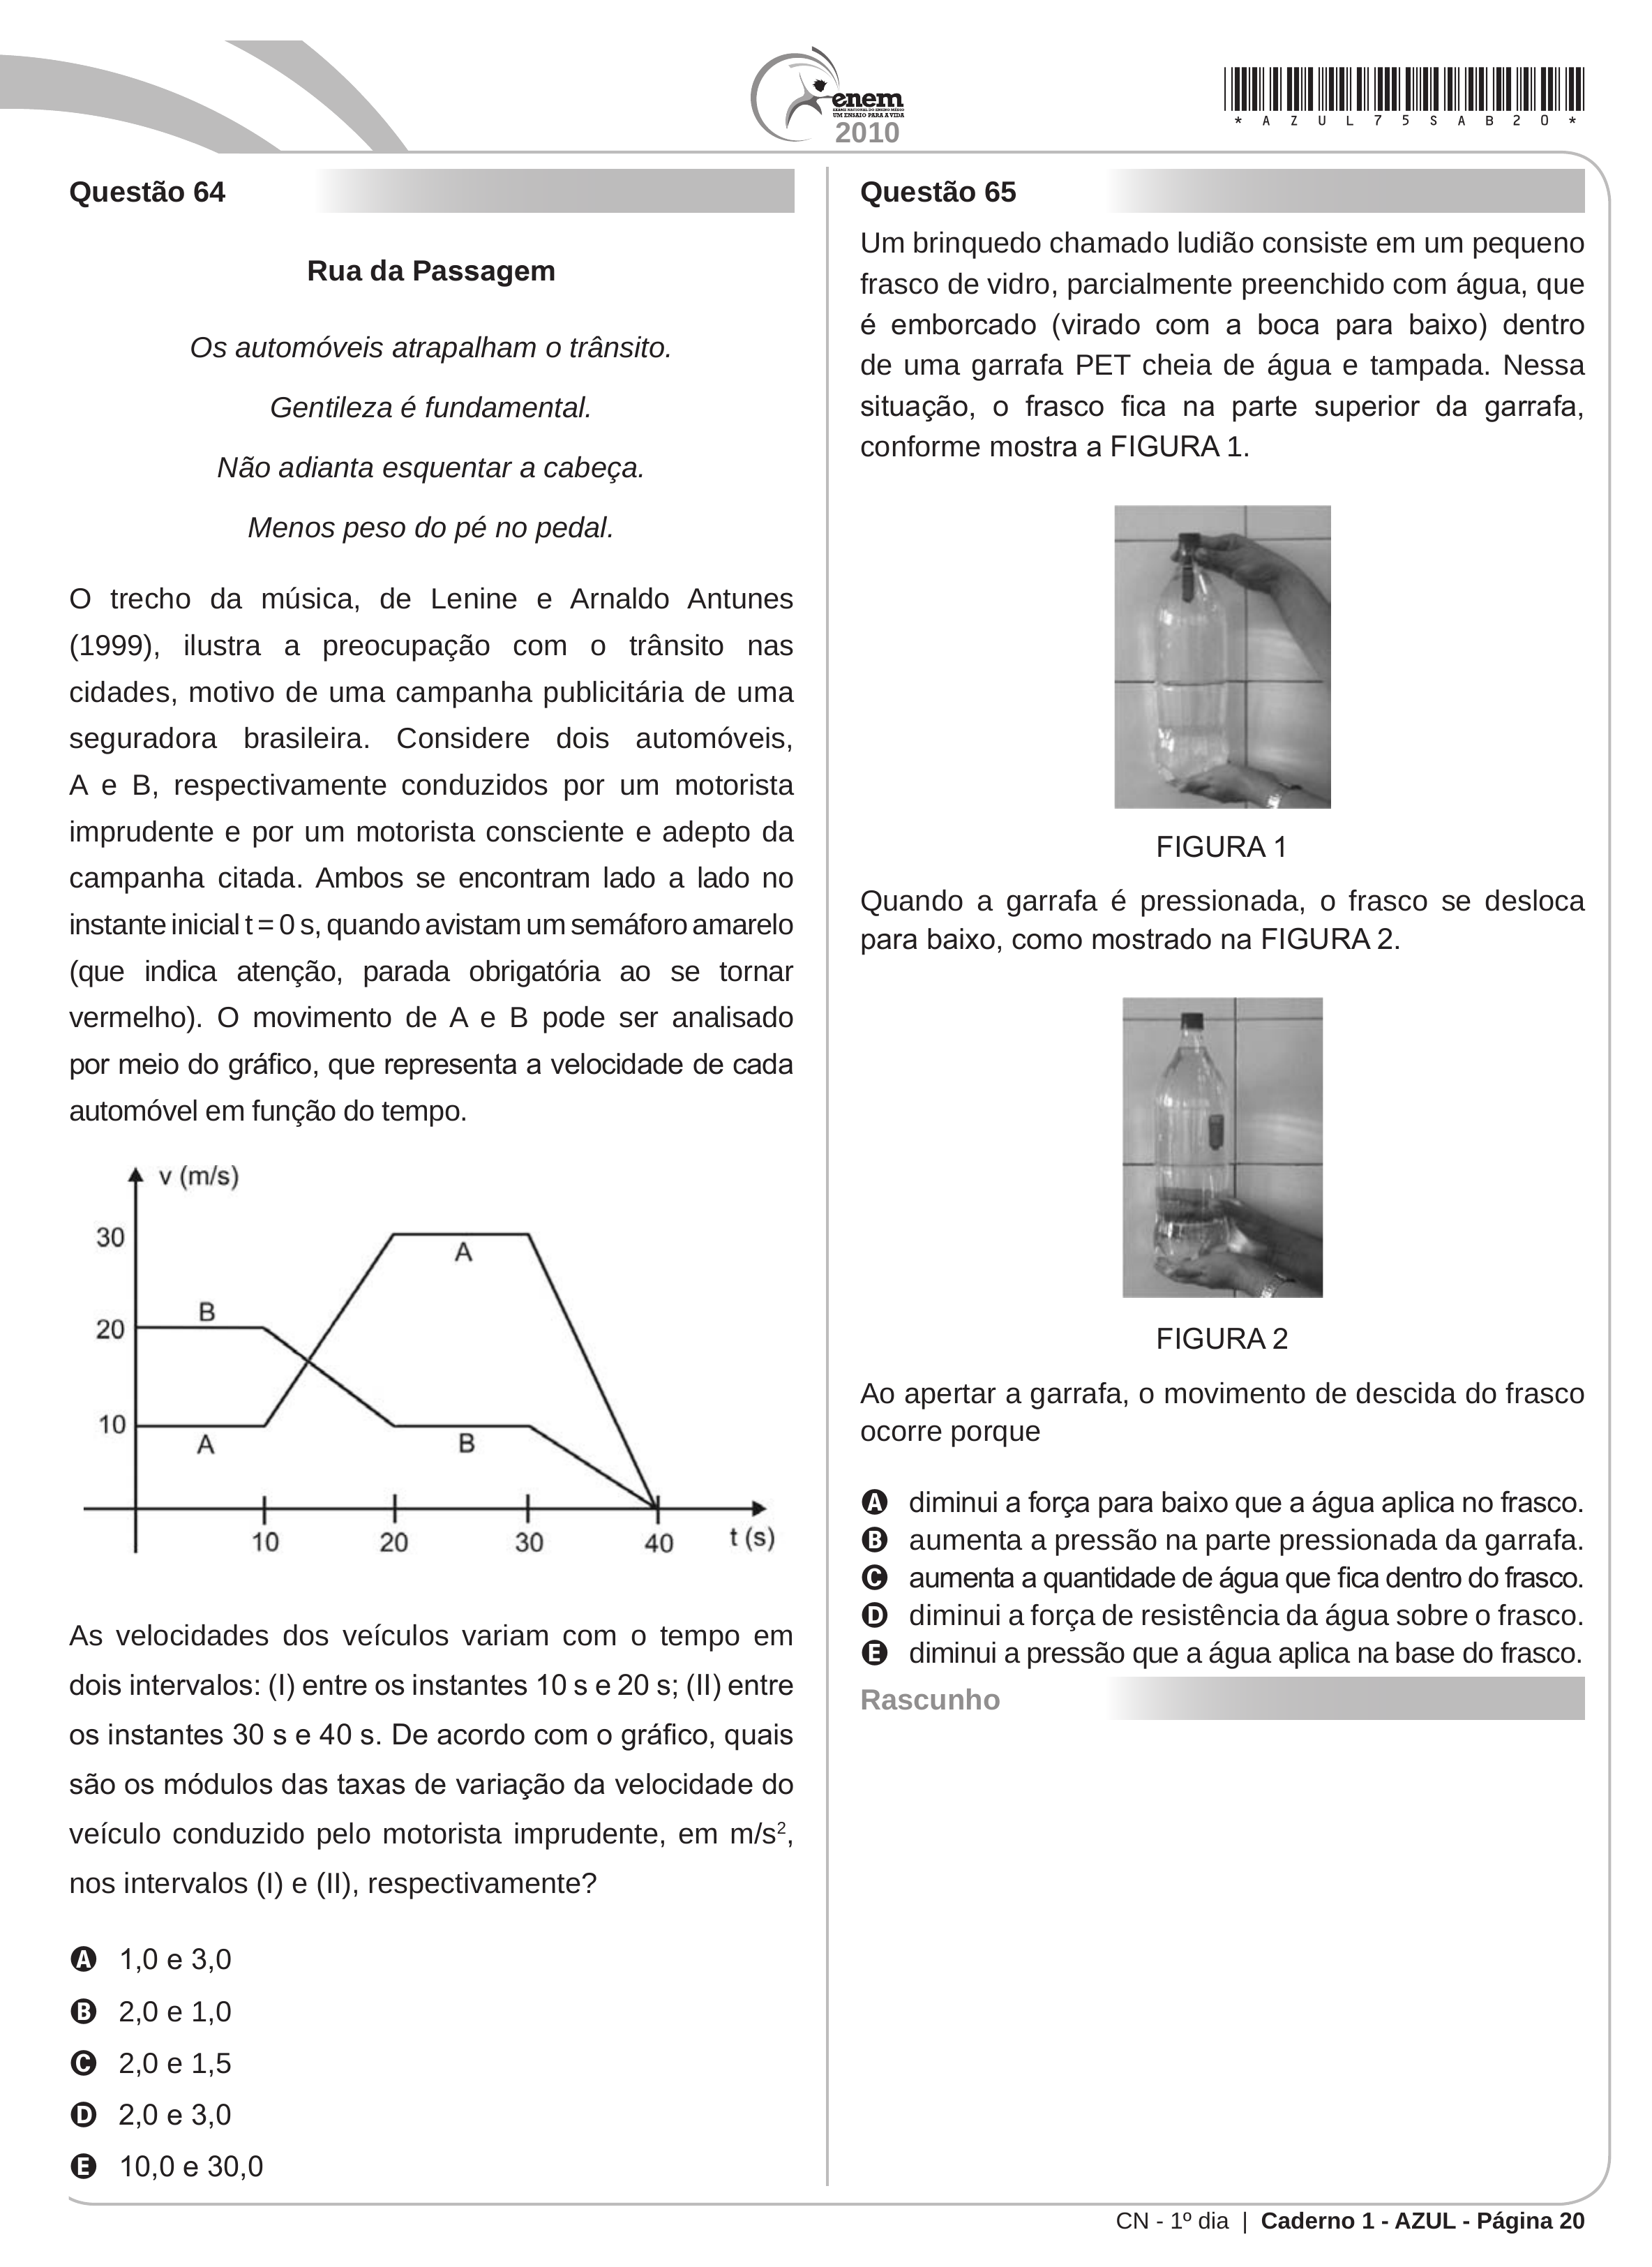 enem
EXAME NACIONAL DO ENSINO MÉDIO
UM ENSAIO PARA A VIDA
2010
*AZUL75SAB20*
Questão 64
Rua da Passagem
Os automóveis atrapalham o trânsito.
Gentileza é fundamental.
Não adianta esquentar a cabeça.
Menos peso do pé no pedal.
O trecho da música, de Lenine e Arnaldo Antunes
(1999), ilustra a preocupação com o trânsito nas
cidades, motivo de uma campanha publicitária de uma
seguradora brasileira. Considere dois automóveis,
A e B, respectivamente conduzidos por um motorista
imprudente e por um motorista consciente e adepto da
campanha citada. Ambos se encontram lado a lado no
instante inicial t = 0 s, quando avistam um semáforo amarelo
(que indica atenção, parada obrigatória ao se tornar
vermelho). O movimento de A e B pode ser analisado
por meio do gráfico, que representa a velocidade de cada
automóvel em função do tempo.
v (m/s)
30
A
B
20
10
A
B
10 20 30 40 t (s)
As velocidades dos veículos variam com o tempo em
dois intervalos: (I) entre os instantes 10 s e 20 s; (II) entre
os instantes 30 s e 40 s. De acordo com o gráfico, quais
são os módulos das taxas de variação da velocidade do
veículo conduzido pelo motorista imprudente, em m/s², 
nos intervalos (I) e (II), respectivamente?
A 1,0 e 3,0
B 2,0 e 1,0
C 2,0 e 1,5
D 2,0 e 3,0
E 10,0 e 30,0
Questão 65
Um brinquedo chamado ludião consiste em um pequeno
frasco de vidro, parcialmente preenchido com água, que
é emborcado (virado com a boca para baixo) dentro
de uma garrafa PET cheia de água e tampada. Nessa
situação, o frasco fica na parte superior da garrafa,
conforme mostra a FIGURA 1.
FIGURA 1
Quando a garrafa é pressionada, o frasco se desloca
para baixo, como mostrado na FIGURA 2.
FIGURA 2
Ao apertar a garrafa, o movimento de descida do frasco
ocorre porque
A diminui a força para baixo que a água aplica no frasco.
B aumenta a pressão na parte pressionada da garrafa.
C aumenta a quantidade de água que fica dentro do frasco.
D diminui a força de resistência da água sobre o frasco.
E diminui a pressão que a água aplica na base do frasco.
Rascunho
CN - 1º dia | Caderno 1 - AZUL - Página 20